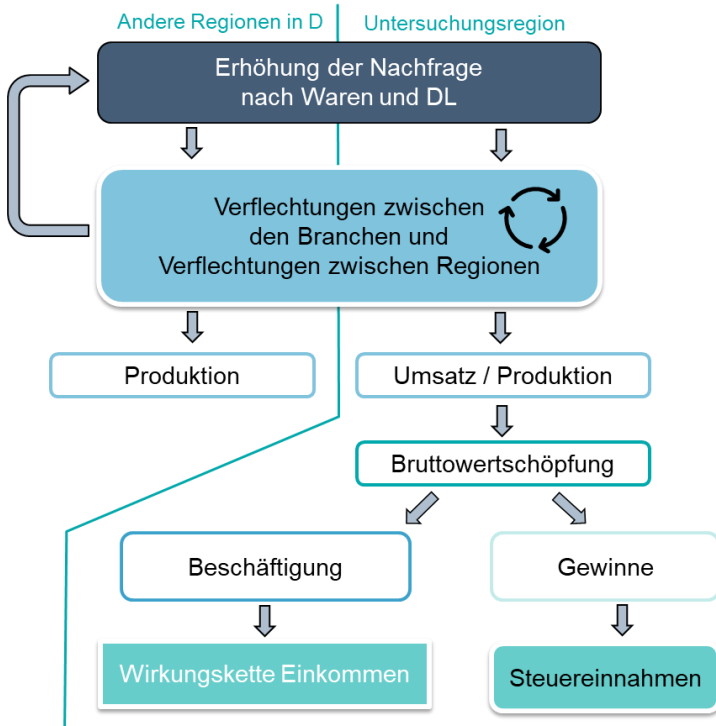 Andere Regionen in D
Untersuchungsregion
Erhöhung der Nachfrage
nach Waren und DL
Verflechtungen zwischen
den Branchen und
Verflechtungen zwischen Regionen
Produktion
Umsatz / Produktion
Bruttowertschöpfung
Beschäftigung
Gewinne
Wirkungskette Einkommen
Steuereinnahmen